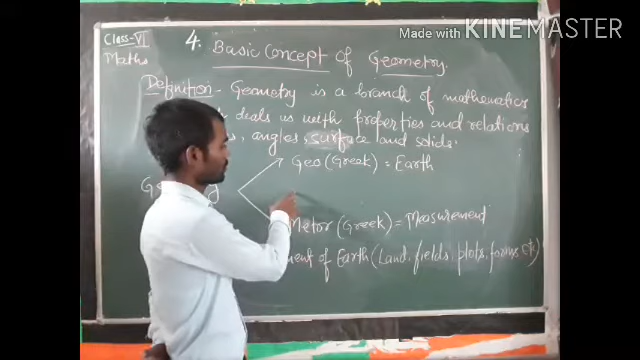 Made with KINEMASTER
Class-VI
Maths
4. Basic Concept of Geometry.
Definition - Geometry is a branch of mathematics
deals us with properties and relations
, angles, surface and solids.
Geo (Greek) = Earth
Metor (Greek) = Measurement
of Earth (Land, fields, plots, farms etc)